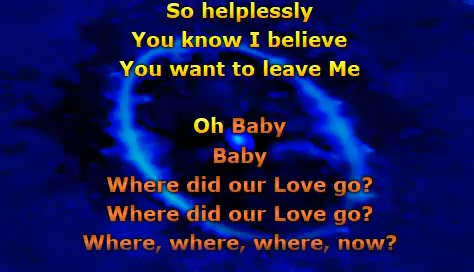 So helplessly
You know I believe
You want to leave Me
Oh Baby
Baby
Where did our Love go?
Where did our Love go?
Where, where, where, now?